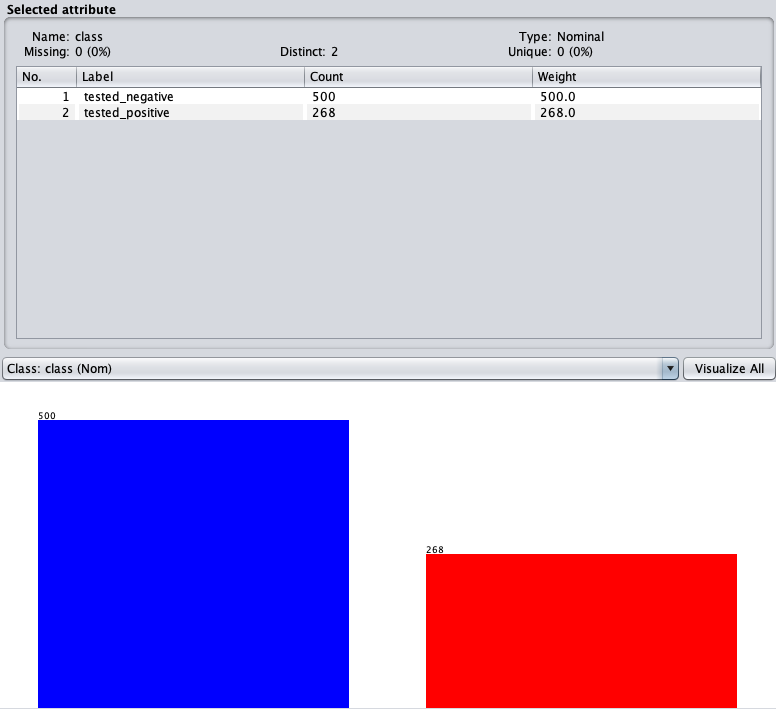 Selected attribute
Name: class Type: Nominal
Missing: 0 (0%) Distinct: 2 Unique: 0 (0%)
No. Label Count Weight
1 tested_negative 500 500.0
2 tested_positive 268 268.0
Class: class (Nom) Visualize All
500
268